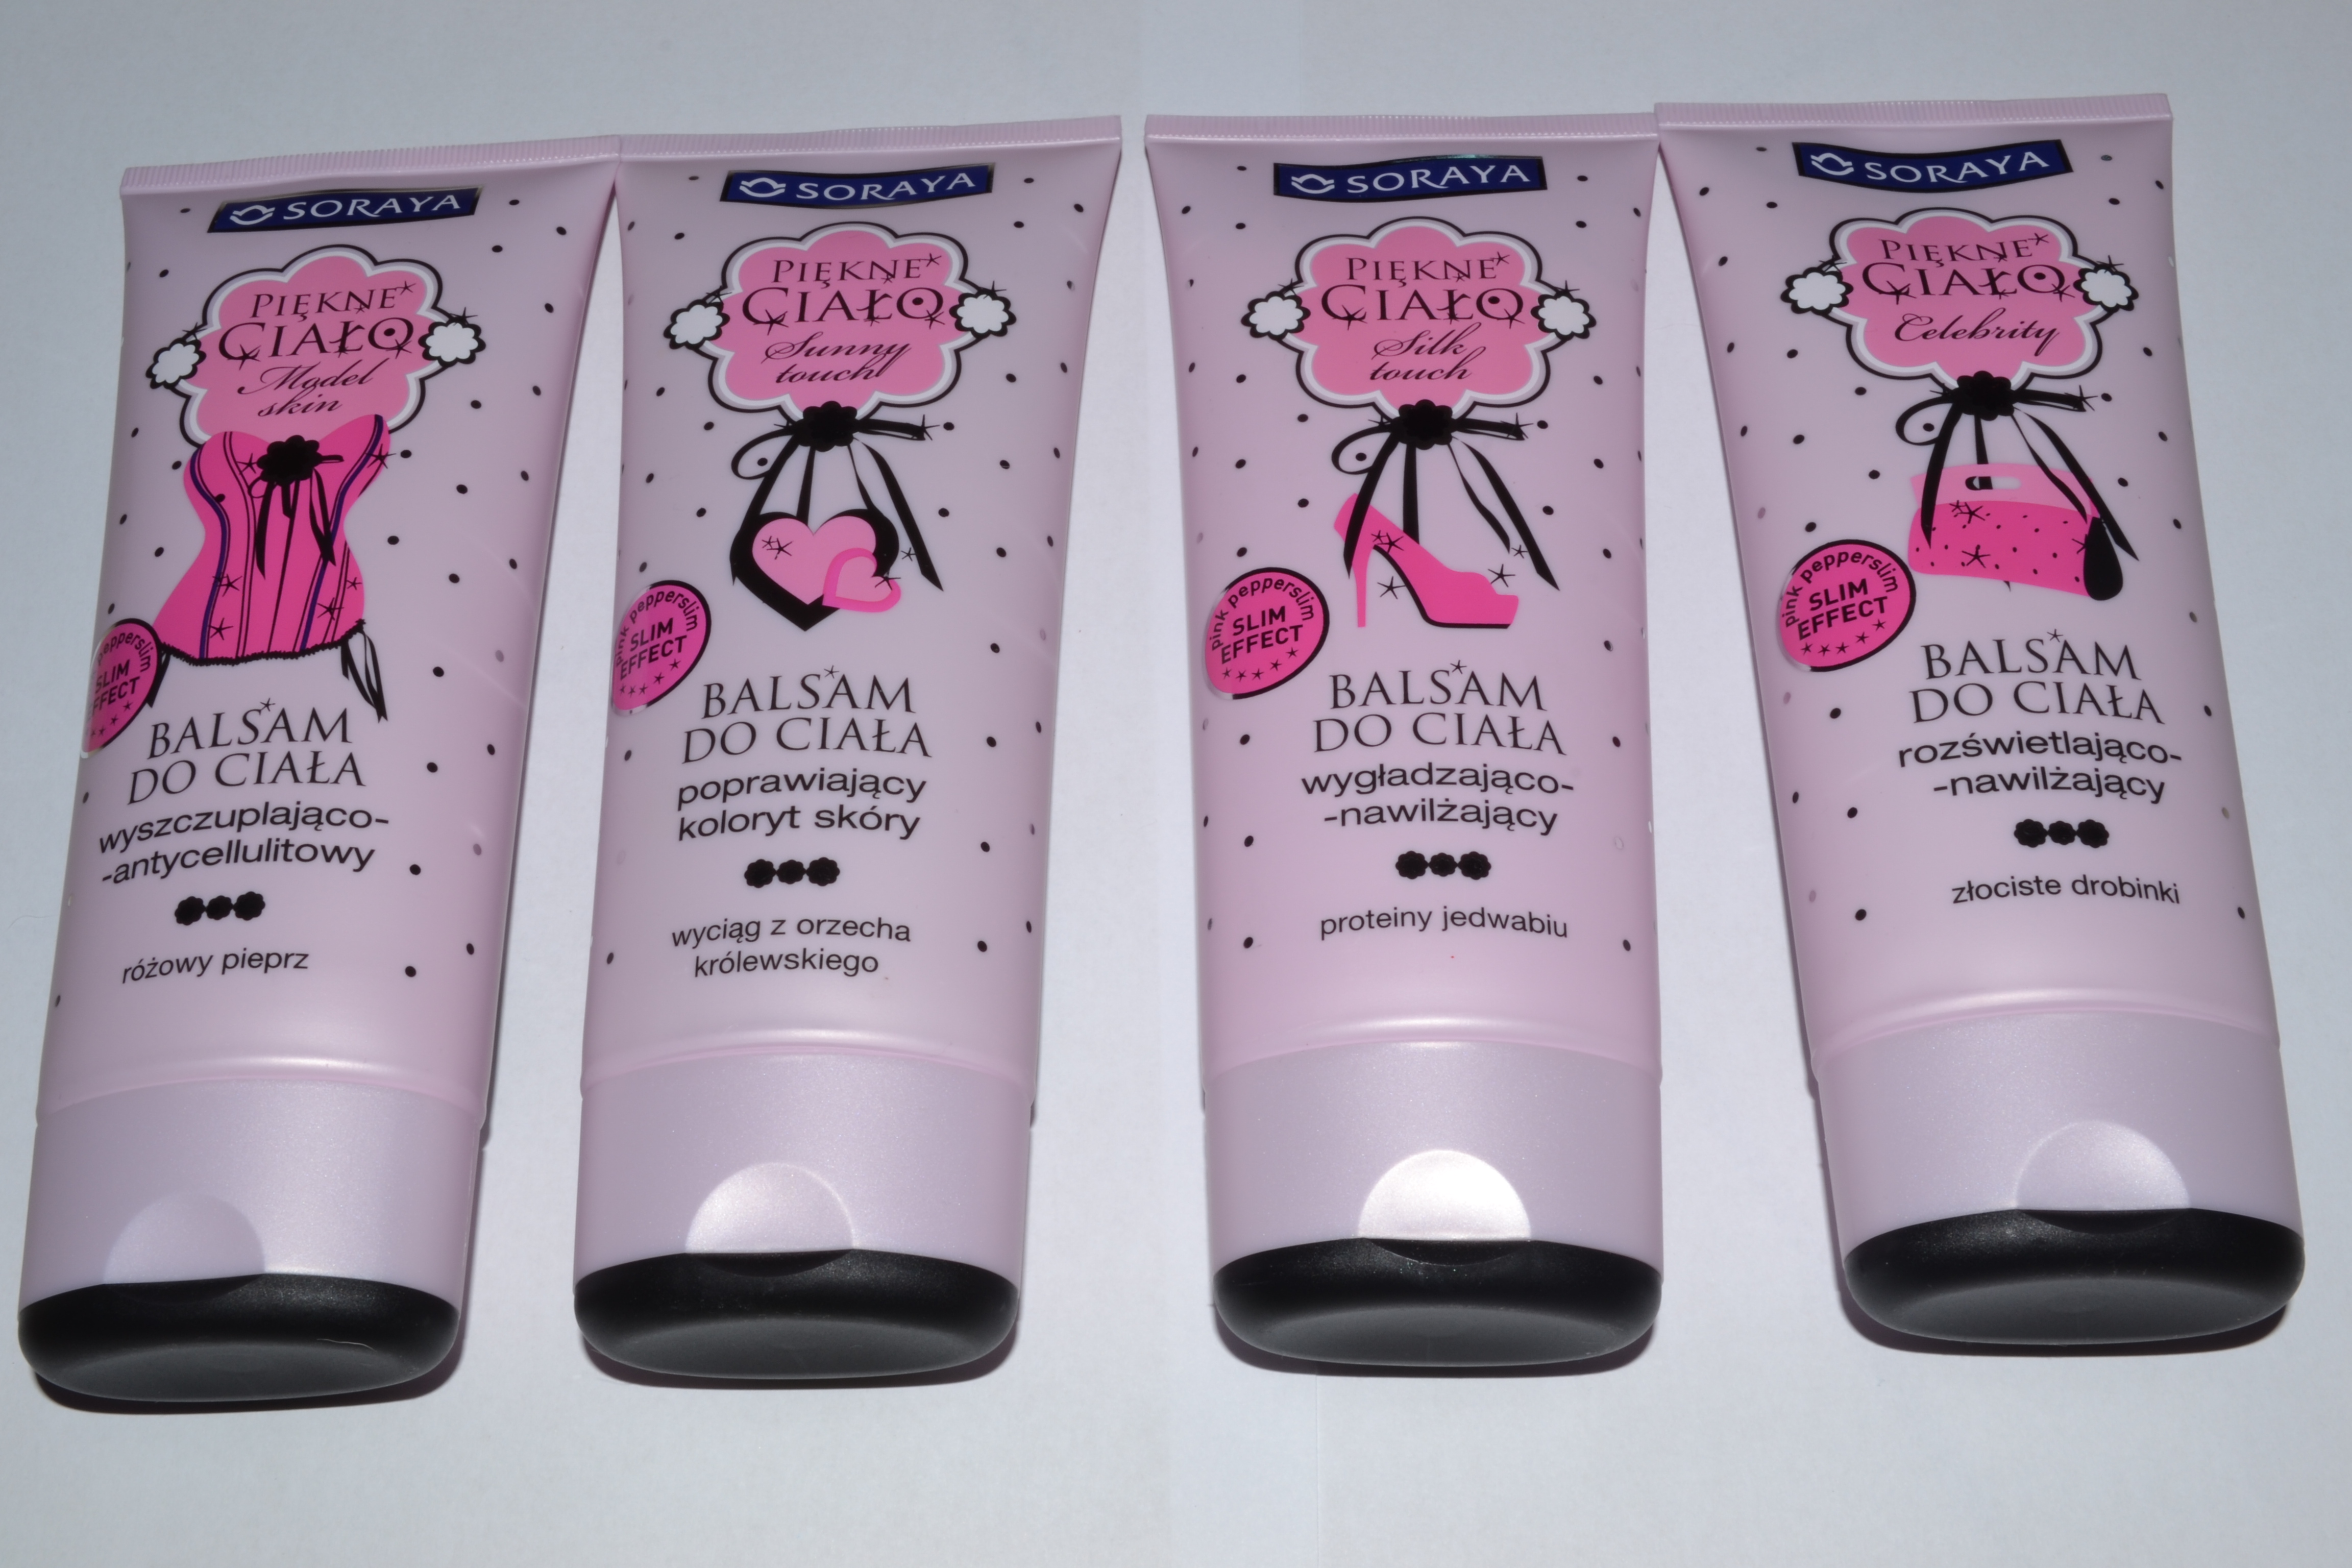 SORAYA
PIĘKNE
CIAŁO
Model
skin
pepperslim
SLIM
EFFECT
BALSAM
DO CIAŁA
wyszczuplająco-
-antycellulitowy
różowy pieprz
SORAYA
PIĘKNE
CIAŁO
Sunny
touch
pink pepperslim
SLIM
EFFECT
BALSAM
DO CIAŁA
poprawiający
koloryt skóry
wyciąg z orzecha
królewskiego
SORAYA
PIĘKNE
CIAŁO
Silk
touch
pink pepperslim
SLIM
EFFECT
BALSAM
DO CIAŁA
wygładzająco-
-nawilżający
proteiny jedwabiu
SORAYA
PIĘKNE
CIAŁO
Celebrity
pink pepperslim
SLIM
EFFECT
BALSAM
DO CIAŁA
rozświetlająco-
-nawilżający
złociste drobinki